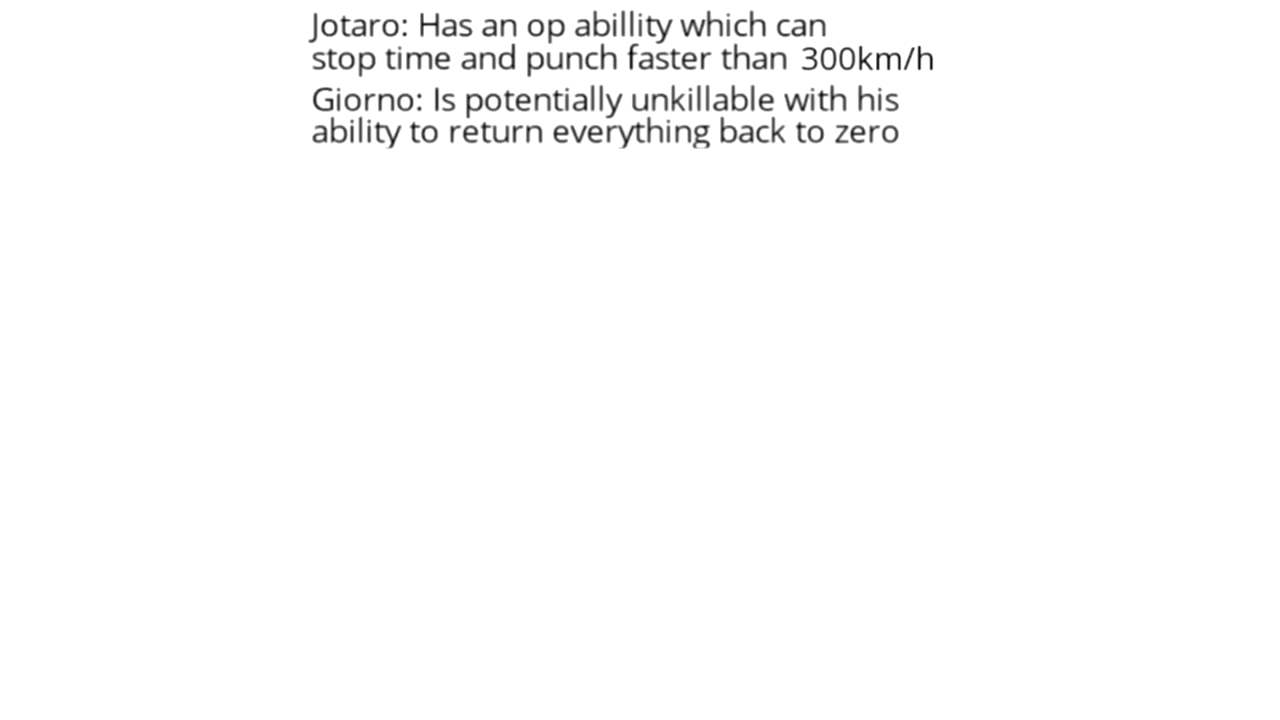 Jotaro: Has an op abillity which can
stop time and punch faster than 300km/h
Giorno: Is potentially unkillable with his
ability to return everything back to zero